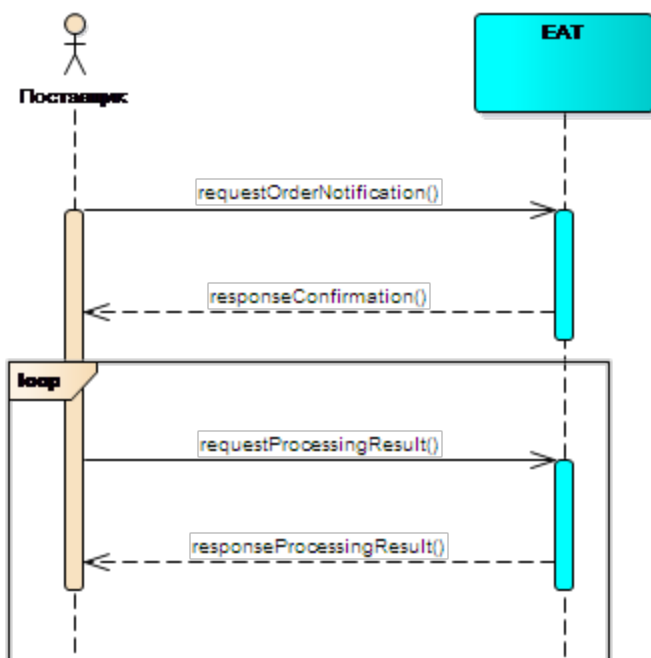 EAT
Поставщик
requestOrderNotification()
responseConfirmation()
loop
requestProcessingResult()
responseProcessingResult()